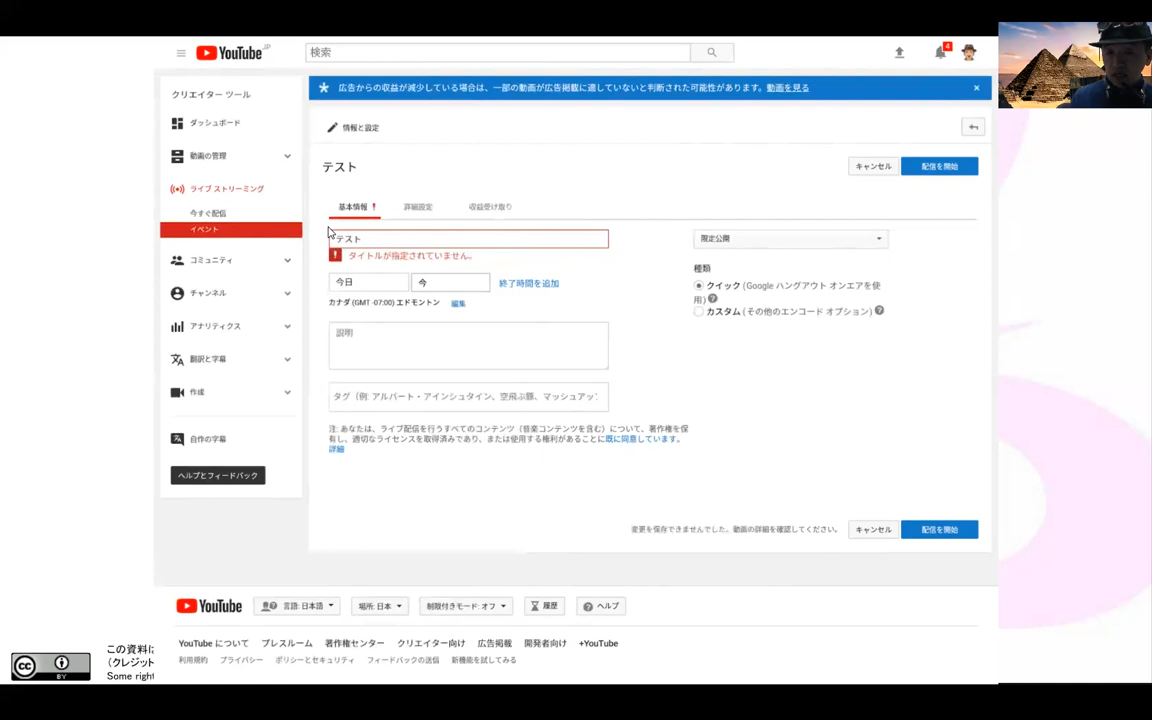 YouTube JP
検索
4
クリエイター ツール
広告からの収益が減少している場合は、一部の動画が広告掲載に適していないと判断された可能性があります。動画を見る
ダッシュボード
情報と設定
動画の管理
テスト
キャンセル
配信を開始
ライブ ストリーミング
基本情報
詳細設定
収益受け取り
今すぐ配信
イベント
テスト
限定公開
タイトルが指定されていません。
コミュニティ
種類
今日
今
終了時間を追加
クイック (Google ハングアウト オンエアを使
用)
チャンネル
カナダ (GMT -07:00) エドモントン
編集
カスタム (その他のエンコード オプション)
アナリティクス
説明
翻訳と字幕
作成
タグ（例: アルバート・アインシュタイン、空飛ぶ豚、マッシュアッ:
注: あなたは、ライブ配信を行うすべてのコンテンツ（音楽コンテンツを含む）について、著作権を保
有し、適切なライセンスを取得済みであり、または使用する権利があることに既に同意しています。
詳細
自作の字幕
ヘルプとフィードバック
変更を保存できませんでした。動画の詳細を確認してください。
キャンセル
配信を開始
YouTube
言語: 日本語
場所: 日本
制限付きモード: オフ
履歴
ヘルプ
YouTube について
プレスルーム
著作権センター
クリエイター向け
広告掲載
開発者向け
+YouTube
利用規約
プライバシー
ポリシーとセキュリティ
フィードバックの送信
新機能を試してみる
cc
BY
この資料に
（クレジット
Some right